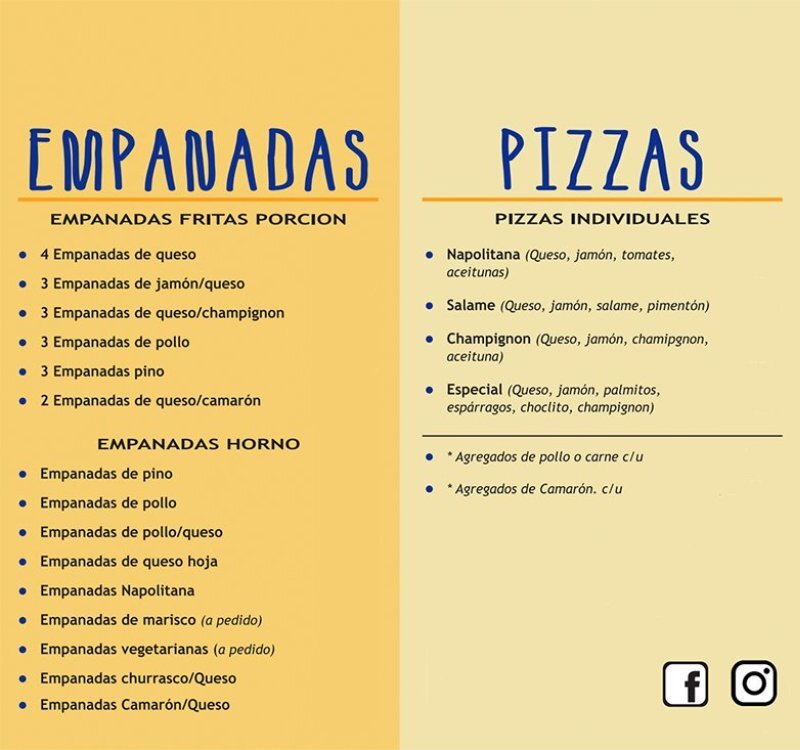 EMPANADAS
EMPANADAS FRITAS PORCION
4 Empanadas de queso
3 Empanadas de jamón/queso
3 Empanadas de queso/champignon
3 Empanadas de pollo
3 Empanadas pino
2 Empanadas de queso/camarón
EMPANADAS HORNO
Empanadas de pino
Empanadas de pollo
Empanadas de pollo/queso
Empanadas de queso hoja
Empanadas Napolitana
Empanadas de marisco (a pedido)
Empanadas vegetarianas (a pedido)
Empanadas churrasco/Queso
Empanadas Camarón/Queso
PIZZAS
PIZZAS INDIVIDUALES
Napolitana (Queso, jamón, tomates,
aceitunas)
Salame (Queso, jamón, salame, pimentón)
Champignon (Queso, jamón, chamipgnon,
aceituna)
Especial (Queso, jamón, palmitos,
espárragos, choclito, champignon)
* Agregados de pollo o carne c/u
* Agregados de Camarón. c/u